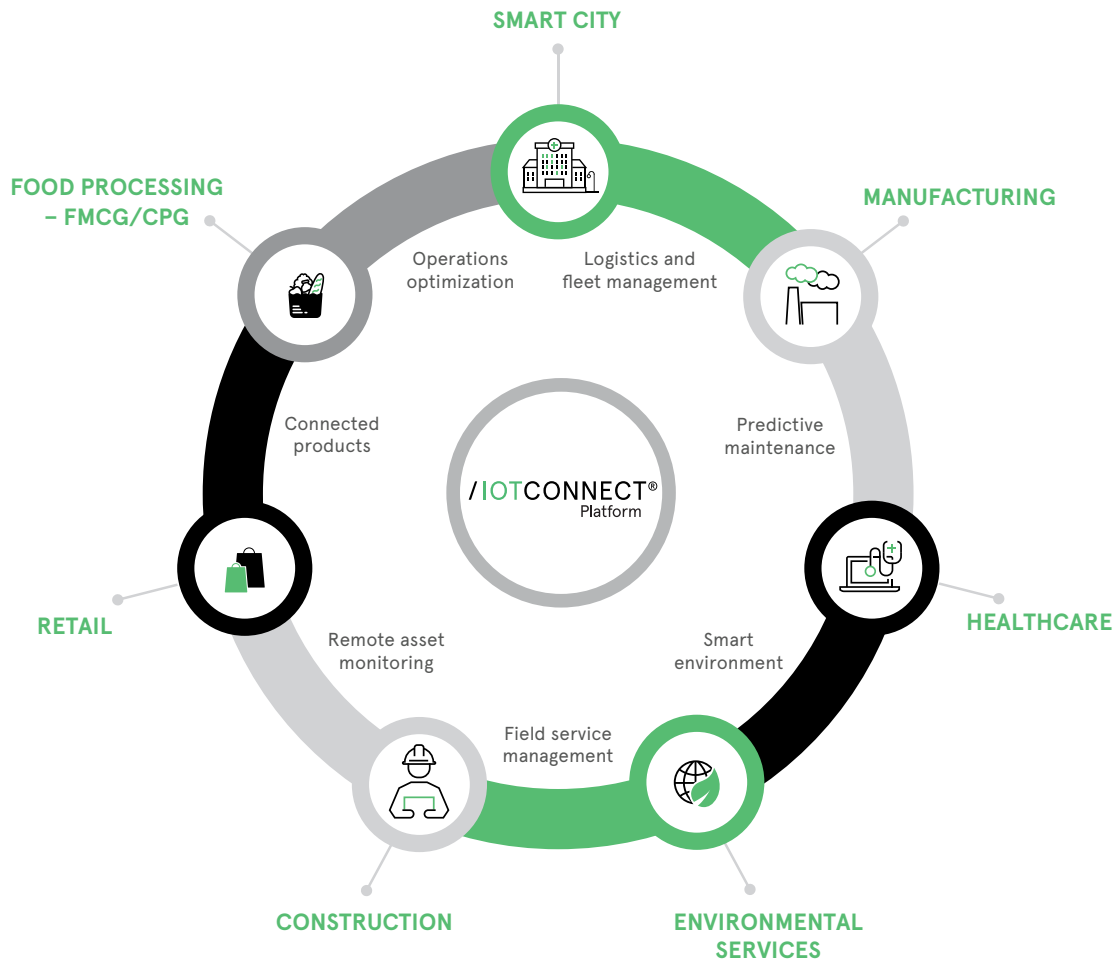 SMART CITY
FOOD PROCESSING
– FMCG/CPG
MANUFACTURING
Operations
optimization
Logistics and
fleet management
Connected
products
Predictive
maintenance
/IOTCONNECT®
Platform
RETAIL
HEALTHCARE
Remote asset
monitoring
Smart
environment
Field service
management
CONSTRUCTION
ENVIRONMENTAL
SERVICES